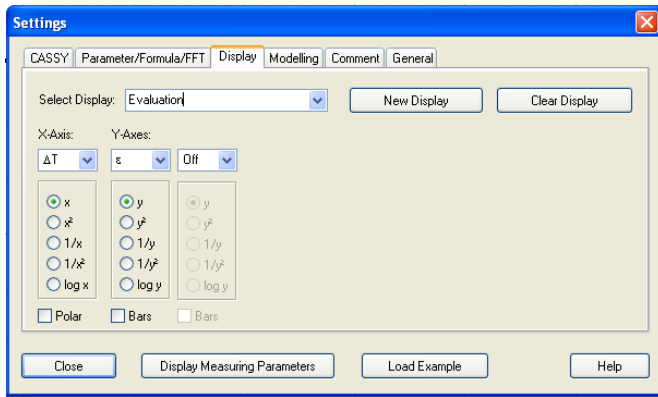 Settings
CASSY Parameter/Formula/FFT Display Modelling Comment General
Select Display: Evaluation New Display Clear Display
X-Axis: Y-Axes:
ΔT ε Off
x y y
x² y² y²
1/x 1/y 1/y
1/x² 1/y² 1/y²
log x log y log y
Polar Bars Bars
Close Display Measuring Parameters Load Example Help